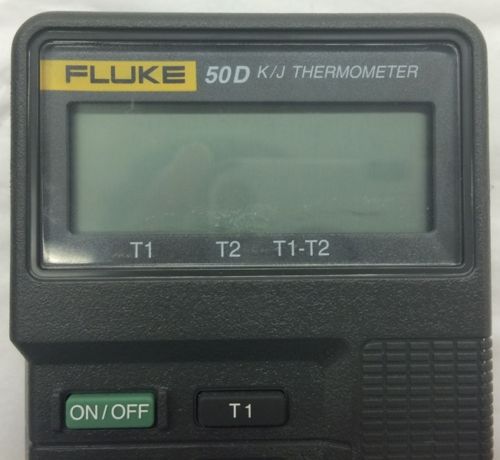 FLUKE 50D K/J THERMOMETER
T1 T2 T1-T2
ON/OFF T1